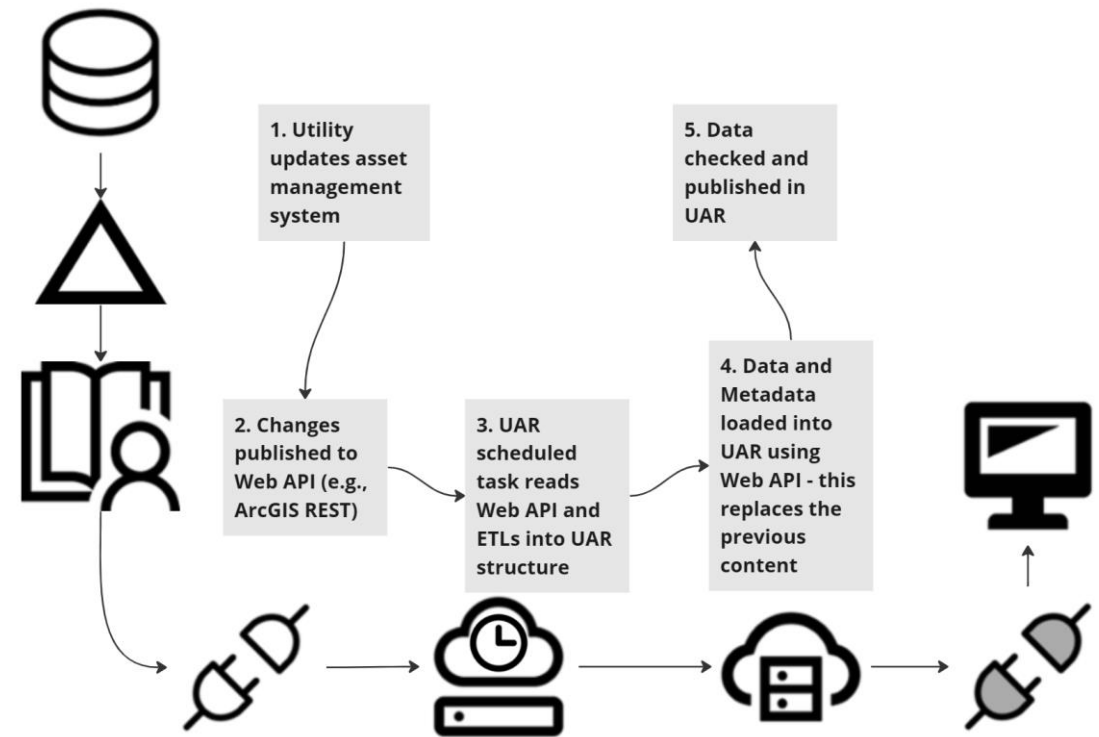 1. Utility
updates asset
management
system
2. Changes
published to
Web API (e.g.,
ArcGIS REST)
3. UAR
scheduled
task reads
Web API and
ETLs into UAR
structure
4. Data and
Metadata
loaded into
UAR using
Web API - this
replaces the
previous
content
5. Data
checked and
published in
UAR